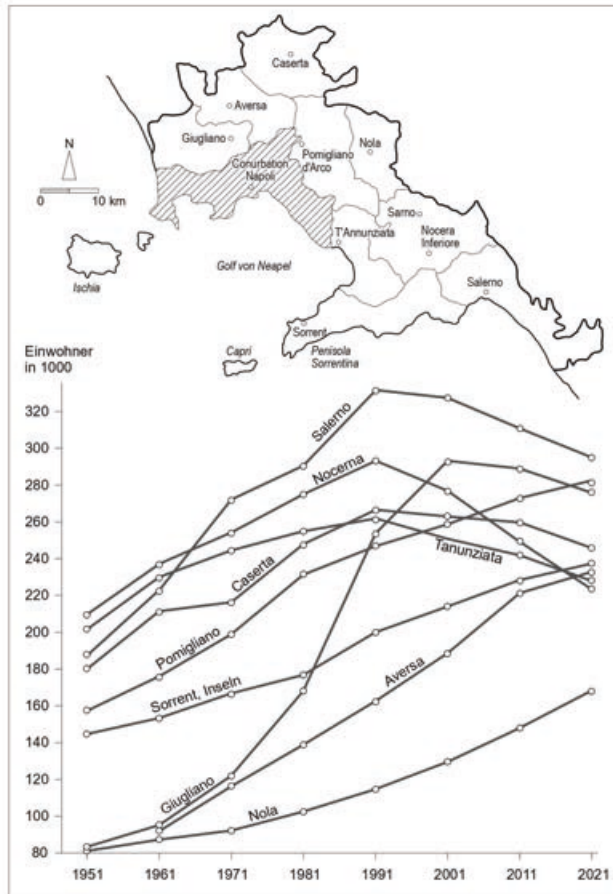 Caserta
Aversa
Giugliano
Nola
N
Pomigliano
d'Arco
Conurbation
Napoli
0 10 km
Sarno
T'Annunziata
Nocera
Inferiore
Golf von Neapel
Ischia
Salerno
Sorrent
Capri
Penisola
Sorrentina
Einwohner
in 1000
320
300
280
260
240
220
200
180
160
140
120
100
80
Salerno
Nocerna
Caserta
Tanunziata
Pomigliano
Sorrent, Inseln
Aversa
Giugliano
Nola
1951 1961 1971 1981 1991 2001 2011 2021